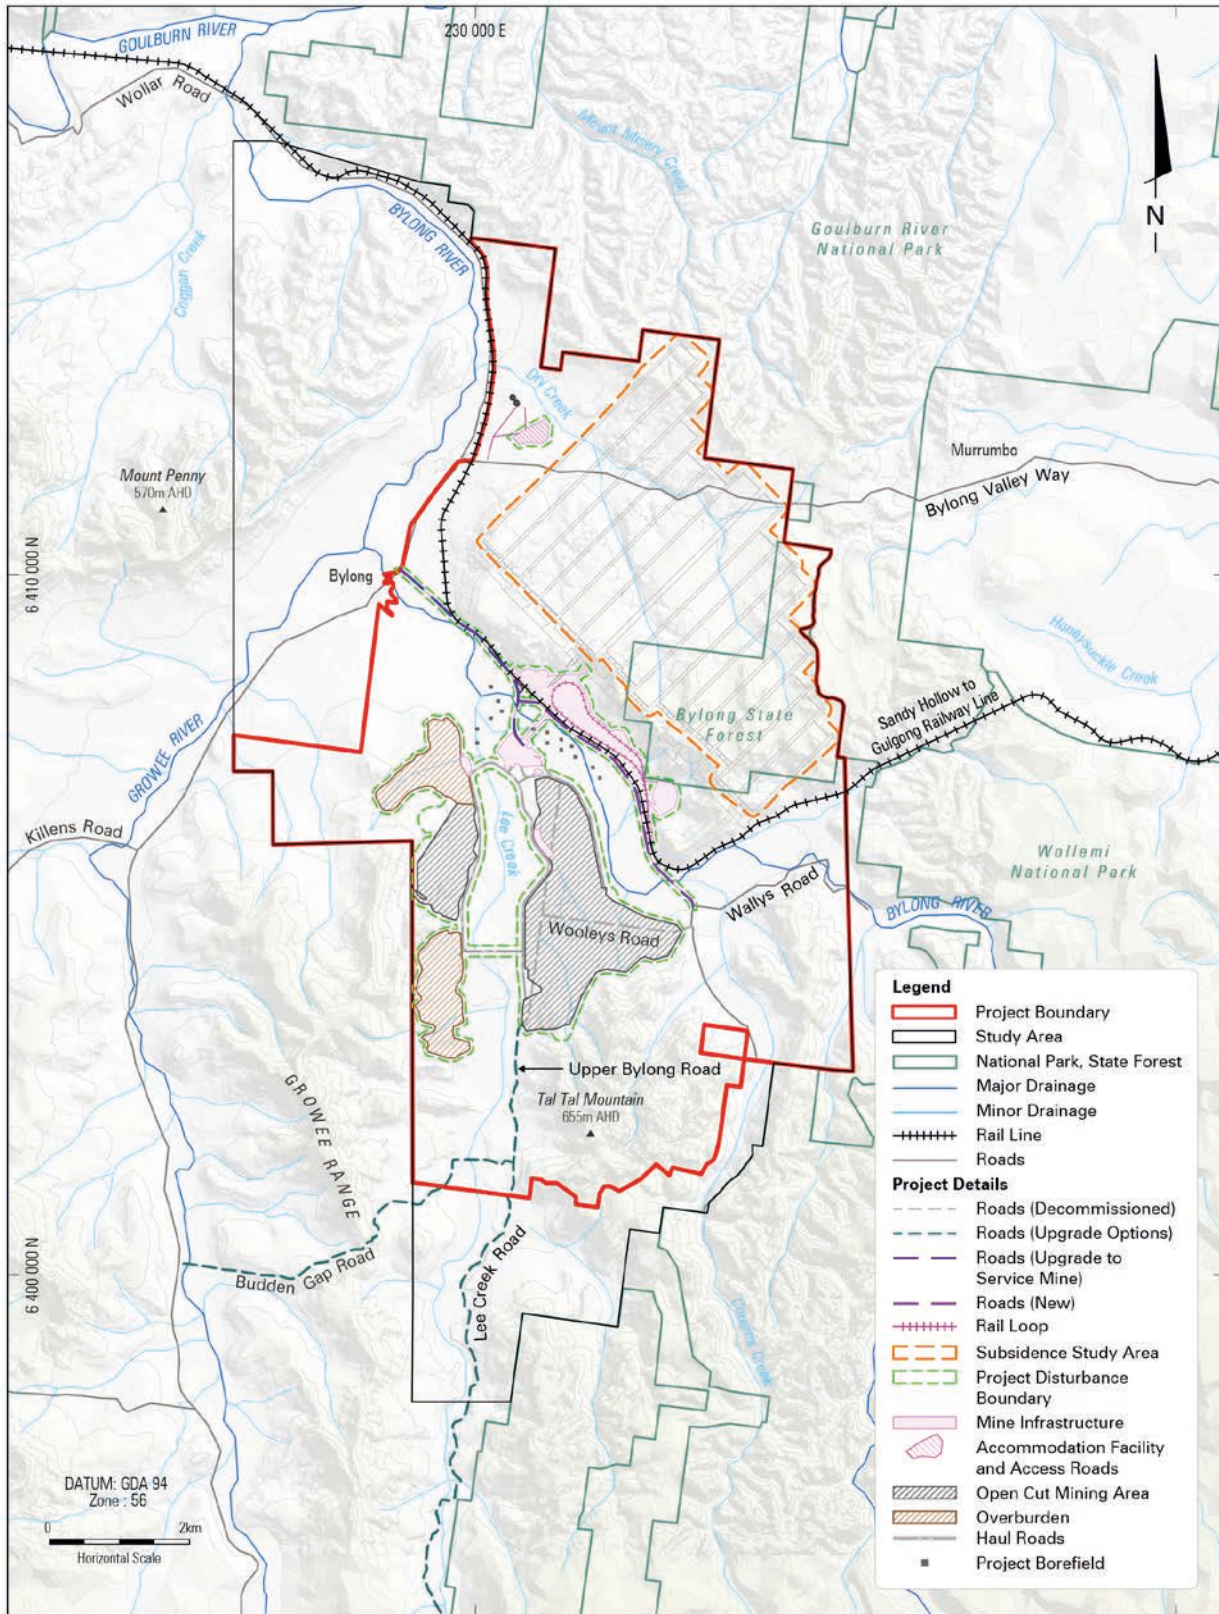 230 000 E
GOULBURN RIVER
Wollar Road
Mount Misery Creek
N
Goulburn River
National Park
BYLONG RIVER
Coggan Creek
Dry Creek
Mount Penny
570m AHD
Murrumbo
Bylong Valley Way
6 410 000 N
Bylong
Honeysuckle Creek
Sandy Hollow to
Gulgong Railway Line
Bylong State
Forest
GROWEE RIVER
Killens Road
Lee Creek
Wollemi
National Park
Wallys Road
BYLONG RIVER
Wooleys Road
Upper Bylong Road
Tal Tal Mountain
655m AHD
GROWEE RANGE
6 400 000 N
Budden Gap Road
Lee Creek Road
Cousins Creek
DATUM: GDA 94
Zone : 56
0 2km
Horizontal Scale
Legend
Project Boundary
Study Area
National Park, State Forest
Major Drainage
Minor Drainage
Rail Line
Roads
Project Details
Roads (Decommissioned)
Roads (Upgrade Options)
Roads (Upgrade to
Service Mine)
Roads (New)
Rail Loop
Subsidence Study Area
Project Disturbance
Boundary
Mine Infrastructure
Accommodation Facility
and Access Roads
Open Cut Mining Area
Overburden
Haul Roads
Project Borefield